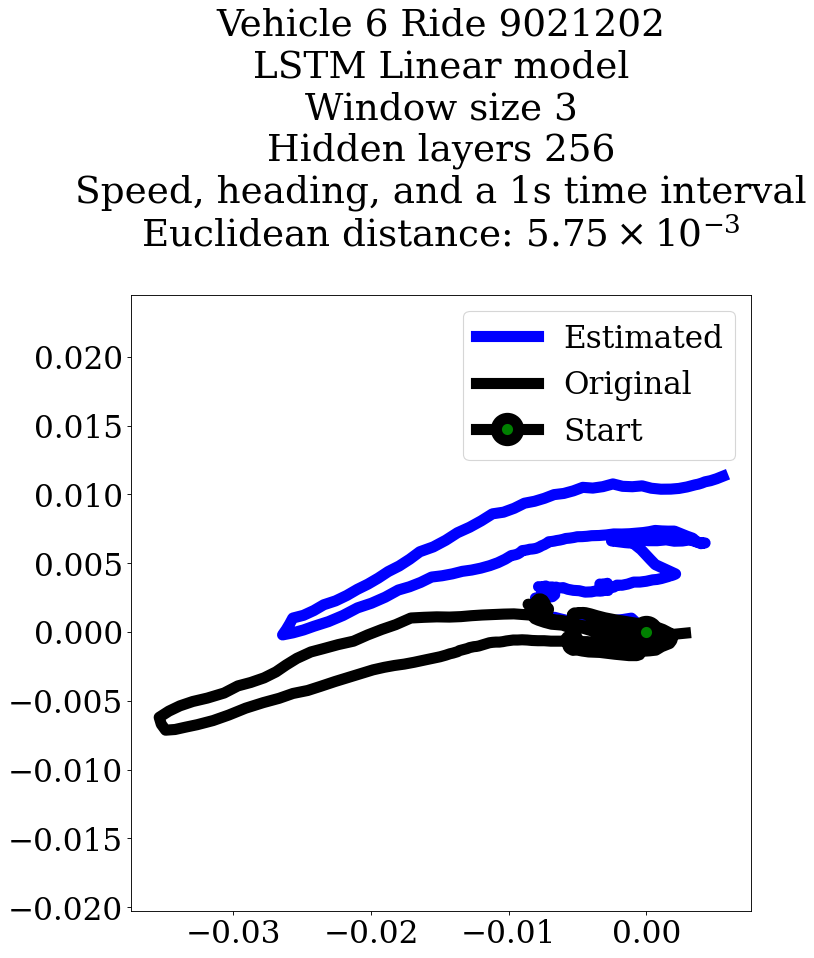 Vehicle 6 Ride 9021202
LSTM Linear model
Window size 3
Hidden layers 256
Speed, heading, and a 1s time interval
Euclidean distance: 5.75 × 10⁻³
Estimated
Original
Start
0.020
0.015
0.010
0.005
0.000
−0.005
−0.010
−0.015
−0.020
−0.03 −0.02 −0.01 0.00